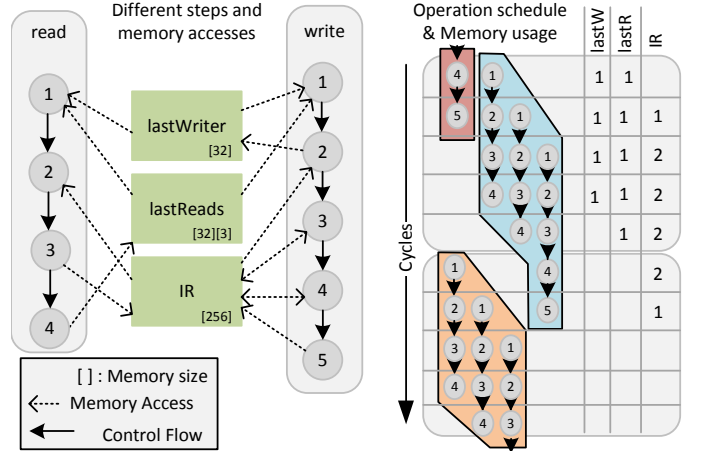 read
Different steps and
memory accesses
write
1
2
3
4
lastWriter
[32]
lastReads
[32][3]
IR
[256]
1
2
3
4
5
[ ] : Memory size
Memory Access
Control Flow
Operation schedule
& Memory usage
lastW
lastR
IR
Cycles
4 1 1 1
5 2 1 1 1 1
3 2 1 1 1 2
4 3 2 1 1 2
4 3 1 2
1 4 2
2 1 5 1
3 2 1
4 3 2
4 3